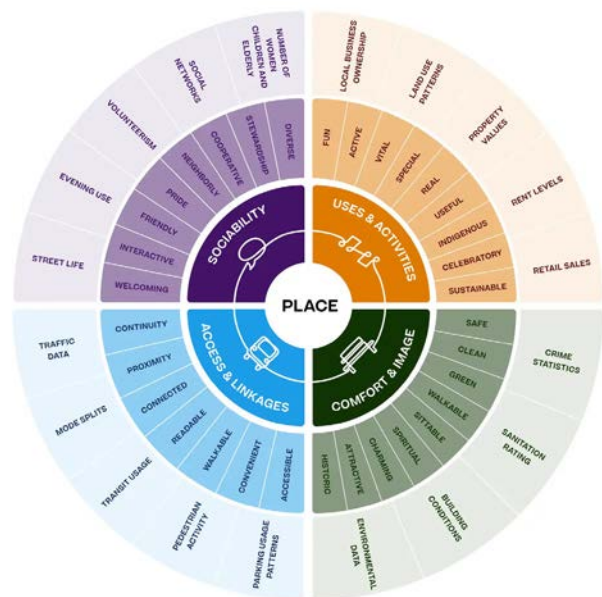 PLACE
SOCIABILITY
USES & ACTIVITIES
ACCESS & LINKAGES
COMFORT & IMAGE
DIVERSE
STEWARDSHIP
COOPERATIVE
NEIGHBORLY
PRIDE
FRIENDLY
INTERACTIVE
WELCOMING
NUMBER OF
WOMEN
CHILDREN AND
ELDERLY
SOCIAL
NETWORKS
VOLUNTEERISM
EVENING USE
STREET LIFE
FUN
ACTIVE
VITAL
SPECIAL
REAL
USEFUL
INDIGENOUS
CELEBRATORY
SUSTAINABLE
LOCAL BUSINESS
OWNERSHIP
LAND USE
PATTERNS
PROPERTY
VALUES
RENT LEVELS
RETAIL SALES
CONTINUITY
PROXIMITY
CONNECTED
READABLE
WALKABLE
CONVENIENT
ACCESSIBLE
TRAFFIC
DATA
MODE SPLITS
TRANSIT USAGE
PEDESTRIAN
ACTIVITY
PARKING USAGE
PATTERNS
SAFE
CLEAN
GREEN
WALKABLE
SITTABLE
SPIRITUAL
CHARMING
ATTRACTIVE
HISTORIC
CRIME
STATISTICS
SANITATION
RATING
BUILDING
CONDITIONS
ENVIRONMENTAL
DATA